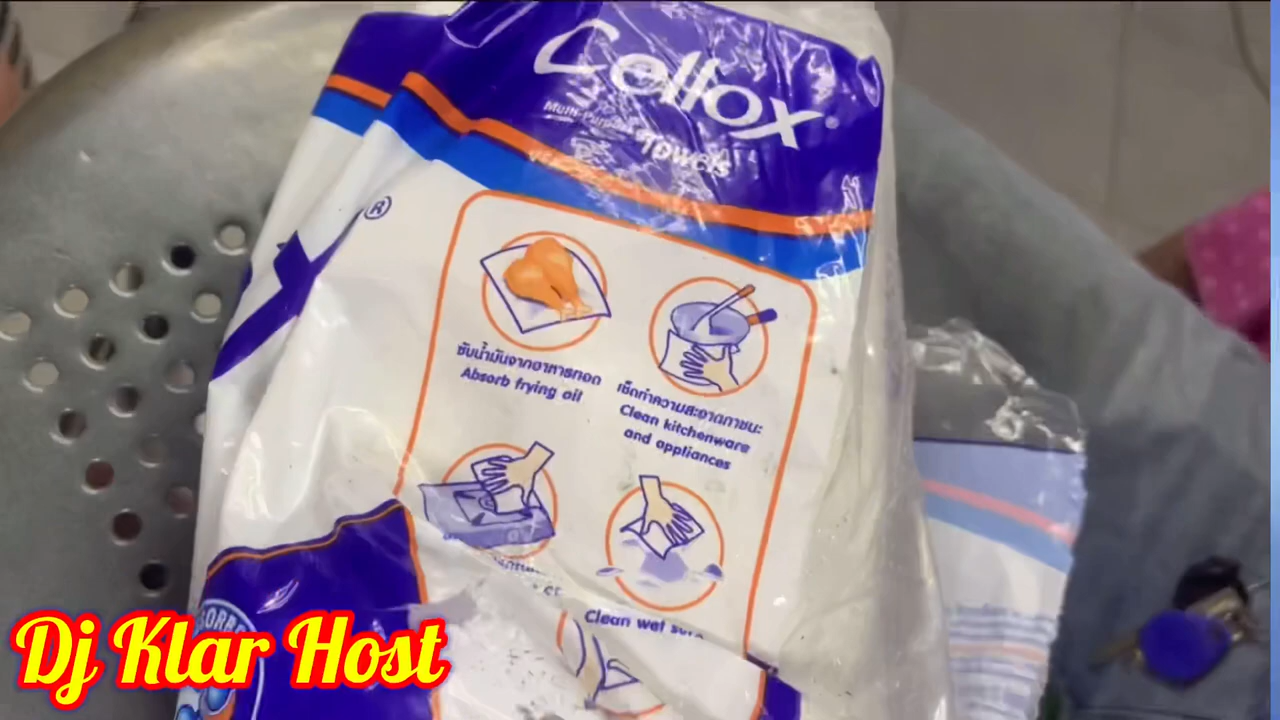 Cellox®
Multi-Purpose
Towels
®
ซับน้ำมันจากอาหารทอด
Absorb frying oil
เช็ดทำความสะอาดภาชนะ
Clean kitchenware
and appliances
Clean wet
Dj Klar Host